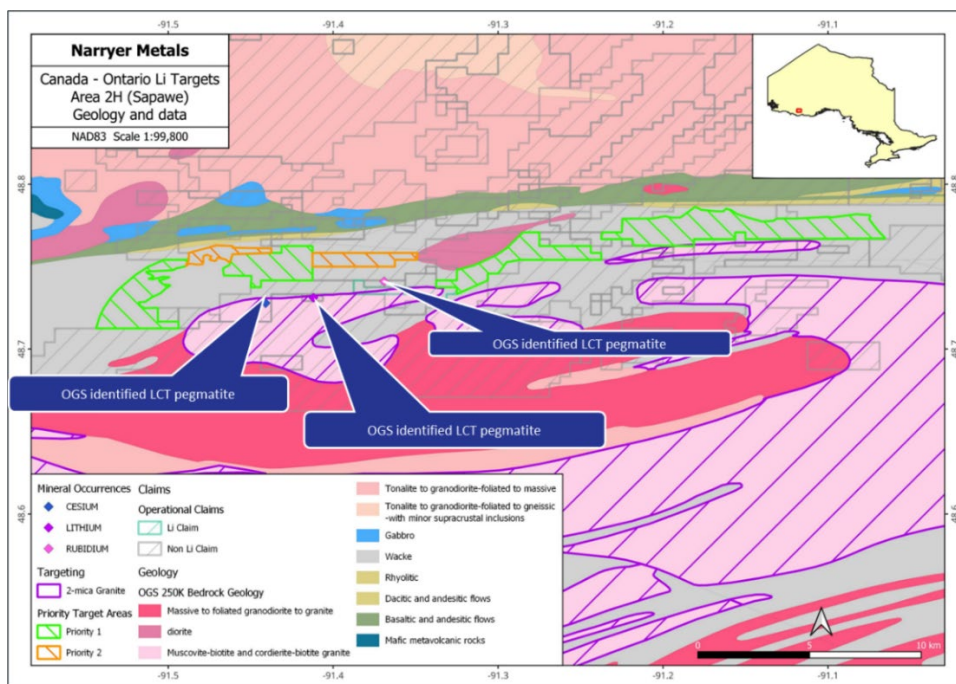 -91.5
-91.4
-91.3
-91.2
-91.1
Narryer Metals
Canada - Ontario Li Targets
Area 2H (Sapawe)
Geology and data
NAD83 Scale 1:99,800
48.8
48.8
48.7
48.7
OGS identified LCT pegmatite
OGS identified LCT pegmatite
OGS identified LCT pegmatite
48.6
48.6
Mineral Occurrences
CESIUM
LITHIUM
RUBIDIUM
Targeting
2-mica Granite
Priority Target Areas
Priority 1
Priority 2
Claims
Operational Claims
Li Claim
Non Li Claim
Geology
OGS 250K Bedrock Geology
Massive to foliated granodiorite to granite
diorite
Muscovite-biotite and cordierite-biotite granite
Tonalite to granodiorite-foliated to massive
Tonalite to granodiorite-foliated to gneissic
-with minor supracrustal inclusions
Gabbro
Wacke
Rhyolitic
Dacitic and andesitic flows
Basaltic and andesitic flows
Mafic metavolcanic rocks
0
5
10 km
-91.5
-91.4
-91.3
-91.2
-91.1